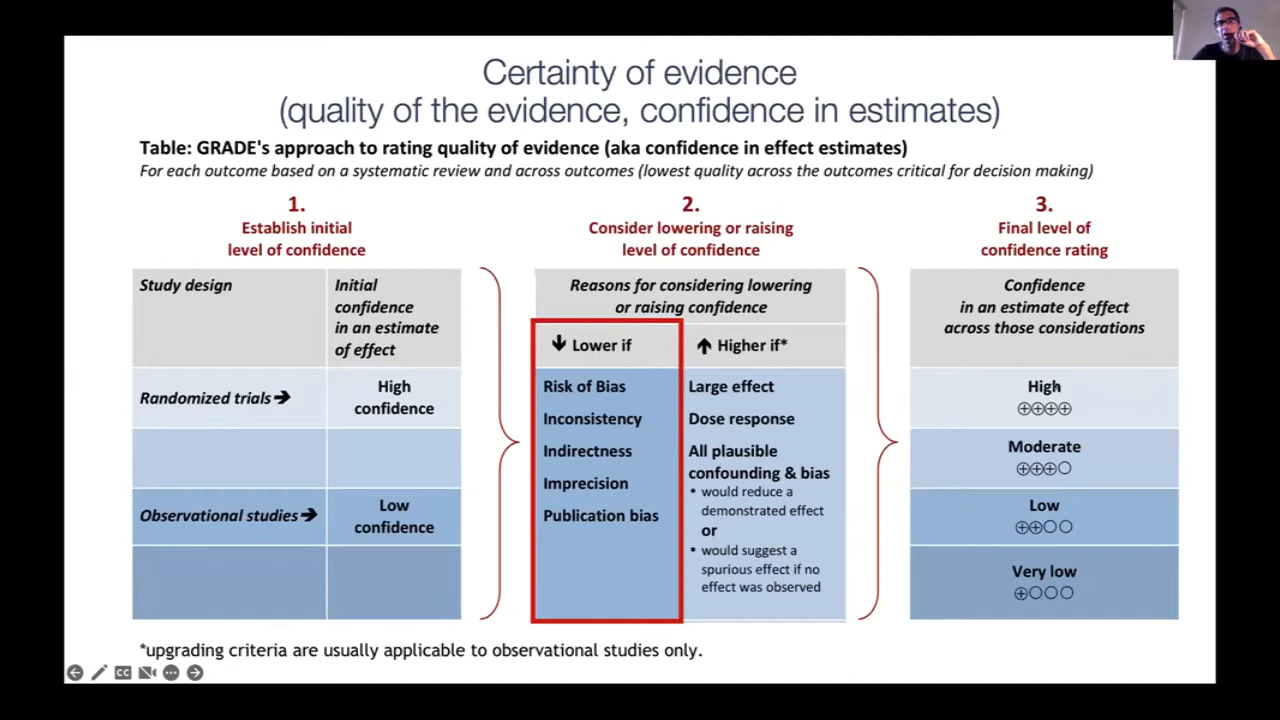 Certainty of evidence
(quality of the evidence, confidence in estimates)
Table: GRADE's approach to rating quality of evidence (aka confidence in effect estimates)
For each outcome based on a systematic review and across outcomes (lowest quality across the outcomes critical for decision making)
1.
Establish initial
level of confidence
Study design
Initial
confidence
in an estimate
of effect
Randomized trials➔
High
confidence
Observational studies➔
Low
confidence
2.
Consider lowering or raising
level of confidence
Reasons for considering lowering
or raising confidence
🡇 Lower if
Risk of Bias
Inconsistency
Indirectness
Imprecision
Publication bias
🡅 Higher if*
Large effect
Dose response
All plausible
confounding & bias
• would reduce a
demonstrated effect
or
• would suggest a
spurious effect if no
effect was observed
3.
Final level of
confidence rating
Confidence
in an estimate of effect
across those considerations
High
⊕⊕⊕⊕
Moderate
⊕⊕⊕○
Low
⊕⊕○○
Very low
⊕○○○
*upgrading criteria are usually applicable to observational studies only.
CC